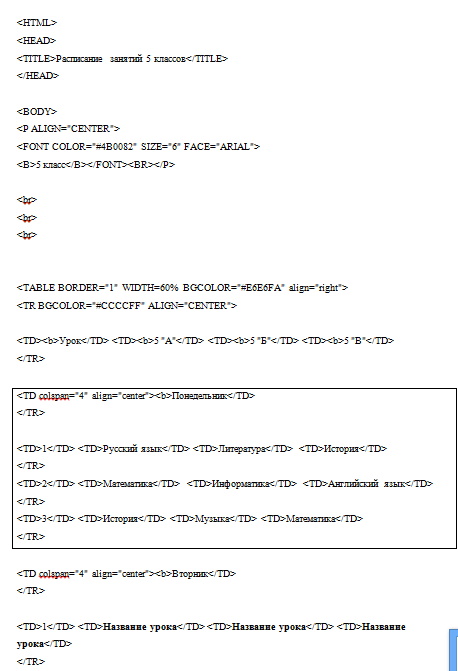 <HTML>
<HEAD>
<TITLE>Расписание занятий 5 классов</TITLE>
</HEAD>
<BODY>
<P ALIGN="CENTER">
<FONT COLOR="#4B0082" SIZE="6" FACE="ARIAL">
<B>5 класс</B></FONT><BR></P>
<br>
<br>
<br>
<TABLE BORDER="1" WIDTH=60% BGCOLOR="#E6E6FA" align="right">
<TR BGCOLOR="#CCCCFF" ALIGN="CENTER">
<TD><b>Урок</TD> <TD><b>5 "А"</TD> <TD><b>5 "Б"</TD> <TD><b>5 "В"</TD>
</TR>
<TD colspan="4" align="center"><b>Понедельник</TD>
</TR>
<TD>1</TD> <TD>Русский язык</TD> <TD>Литература</TD> <TD>История</TD>
</TR>
<TD>2</TD> <TD>Математика</TD> <TD>Информатика</TD> <TD>Английский язык</TD>
</TR>
<TD>3</TD> <TD>История</TD> <TD>Музыка</TD> <TD>Математика</TD>
</TR>
<TD colspan="4" align="center"><b>Вторник</TD>
</TR>
<TD>1</TD> <TD>Название урока</TD> <TD>Название урока</TD> <TD>Название
урока</TD>
</TR>